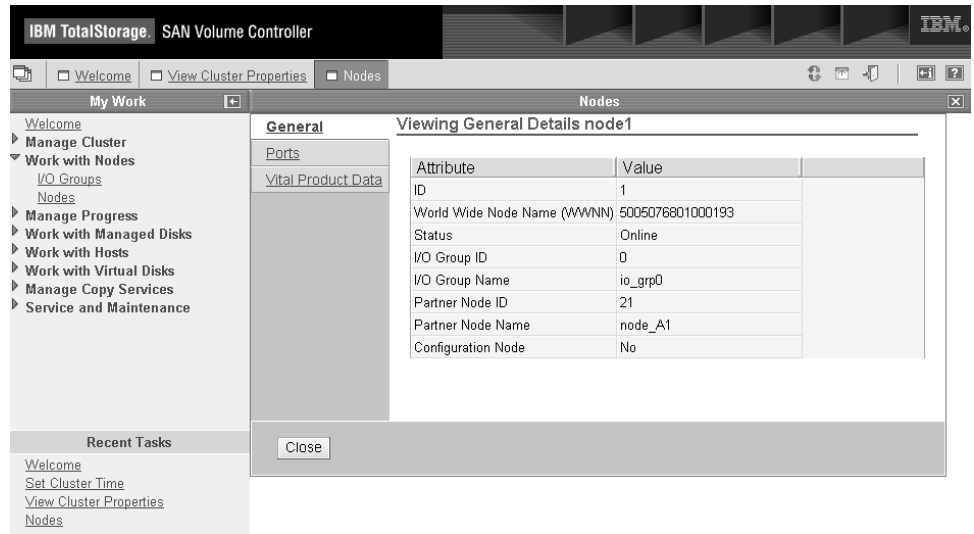 IBM TotalStorage. SAN Volume Controller
IBM®
Welcome
View Cluster Properties
Nodes
My Work
Welcome
Manage Cluster
Work with Nodes
I/O Groups
Nodes
Manage Progress
Work with Managed Disks
Work with Hosts
Work with Virtual Disks
Manage Copy Services
Service and Maintenance
Recent Tasks
Welcome
Set Cluster Time
View Cluster Properties
Nodes
Nodes
General
Ports
Vital Product Data
Viewing General Details node1
Attribute Value
ID 1
World Wide Node Name (WWNN) 5005076801000193
Status Online
I/O Group ID 0
I/O Group Name io_grp0
Partner Node ID 21
Partner Node Name node_A1
Configuration Node No
Close